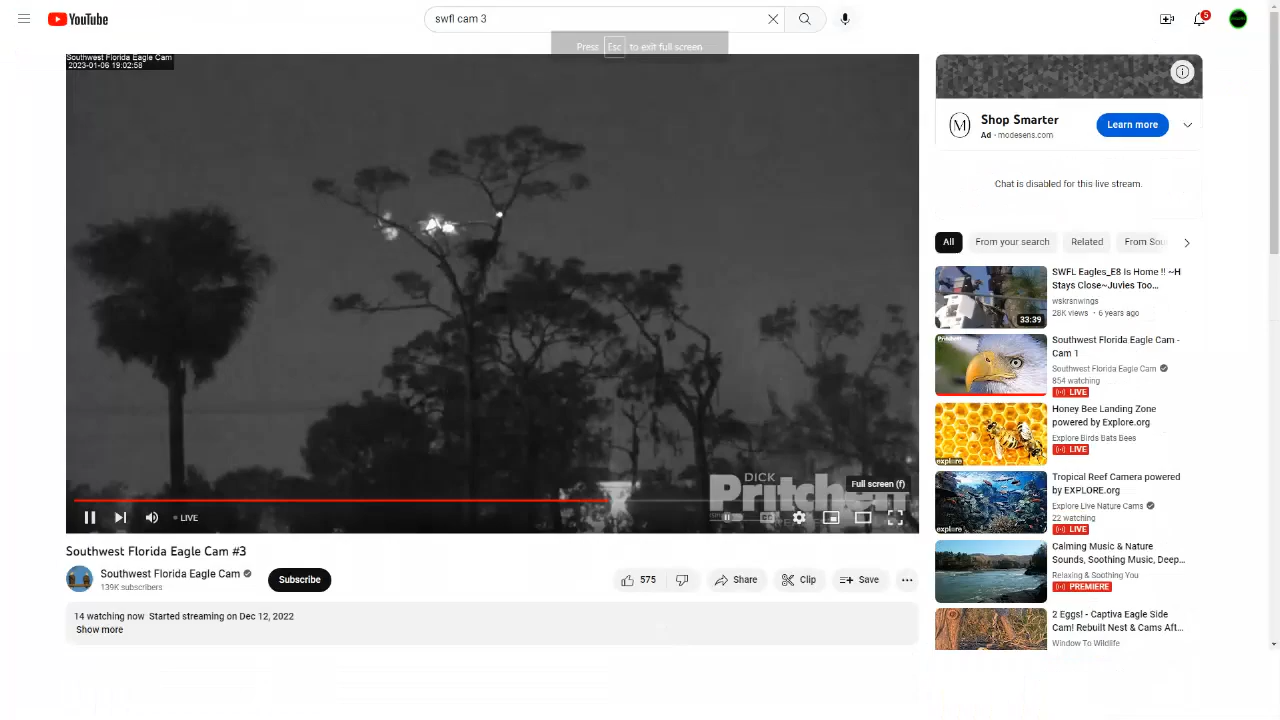 YouTube
swfl cam 3
5
Press Esc to exit full screen
Southwest Florida Eagle Cam
2023-01-06 19:02:58
DICK
Full screen (f)
LIVE
Southwest Florida Eagle Cam #3
Southwest Florida Eagle Cam
139K subscribers
Subscribe
575
Share
Clip
Save
14 watching now Started streaming on Dec 12, 2022
Show more
M
Shop Smarter
Ad · modesens.com
Learn more
Chat is disabled for this live stream.
All
From your search
Related
From Sou
SWFL Eagles_E8 Is Home !! ~H
Stays Close~Juvies Too...
wskrsnwings
28K views • 6 years ago
33:39
Southwest Florida Eagle Cam -
Cam 1
Southwest Florida Eagle Cam
854 watching
LIVE
Honey Bee Landing Zone
powered by Explore.org
Explore Birds Bats Bees
LIVE
explore
Tropical Reef Camera powered
by EXPLORE.org
Explore Live Nature Cams
22 watching
LIVE
explore
Calming Music & Nature
Sounds, Soothing Music, Deep...
Relaxing & Soothing You
PREMIERE
2 Eggs! - Captiva Eagle Side
Cam! Rebuilt Nest & Cams Aft...
Window To Wildlife